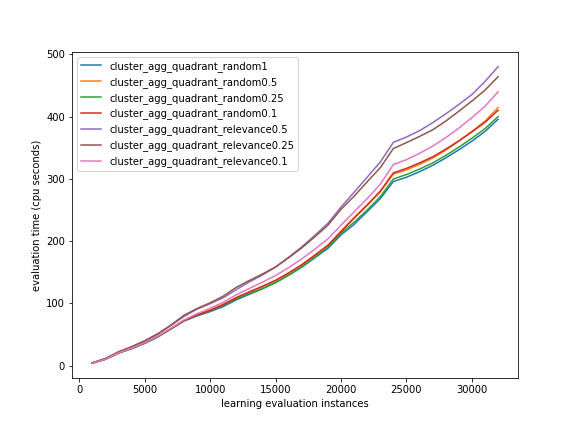 500
400
300
200
100
0
evaluation time (cpu seconds)
cluster_agg_quadrant_random1
cluster_agg_quadrant_random0.5
cluster_agg_quadrant_random0.25
cluster_agg_quadrant_random0.1
cluster_agg_quadrant_relevance0.5
cluster_agg_quadrant_relevance0.25
cluster_agg_quadrant_relevance0.1
0 5000 10000 15000 20000 25000 30000
learning evaluation instances